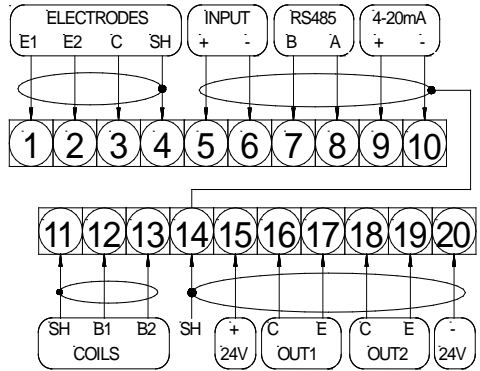 ELECTRODES INPUT RS485 4-20mA
E1 E2 C SH + - B A + -
1 2 3 4 5 6 7 8 9 10
11 12 13 14 15 16 17 18 19 20
SH B1 B2 SH + C E C E -
COILS 24V OUT1 OUT2 24V